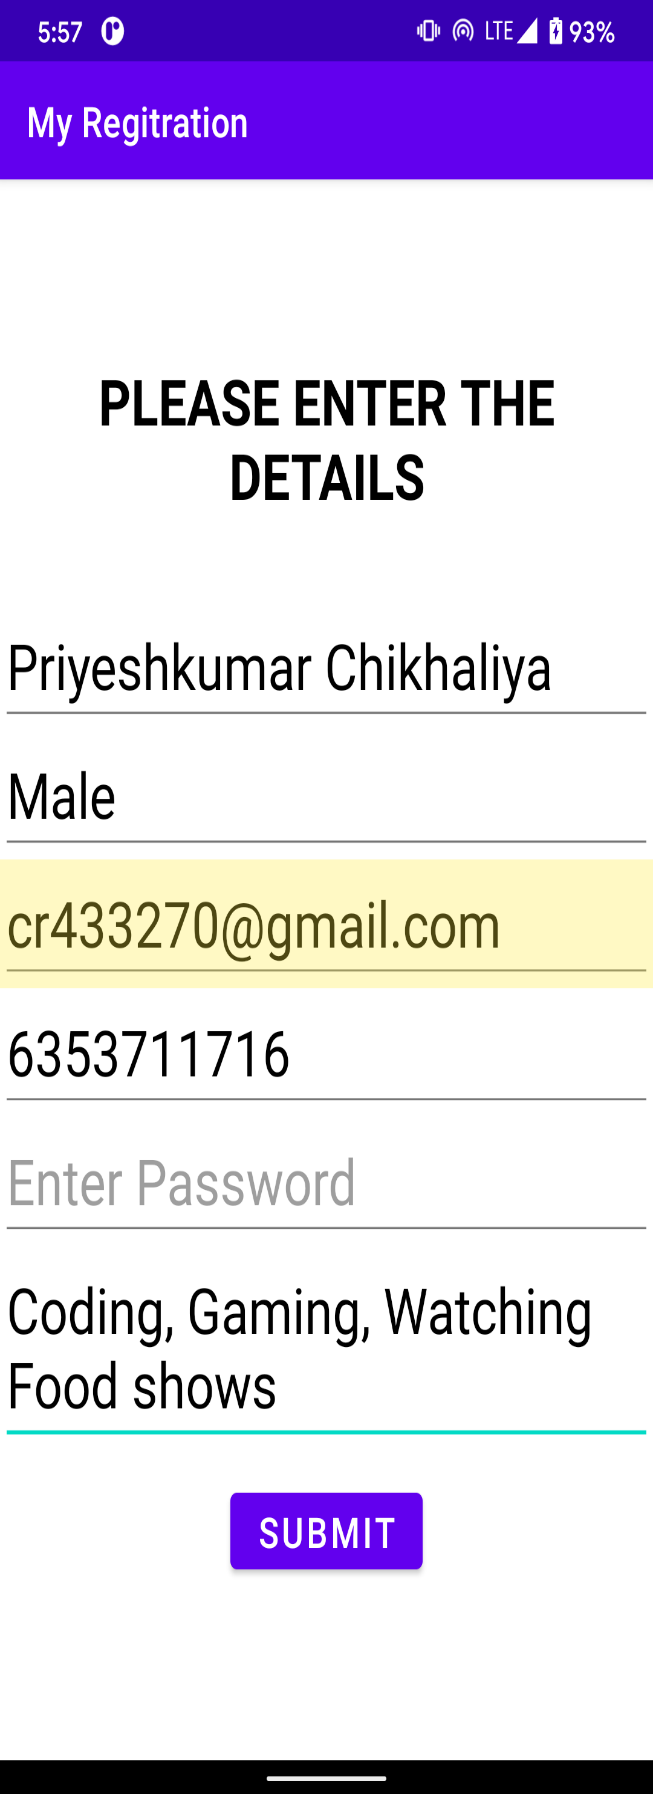 5:57 LTE 93%
My Regitration
PLEASE ENTER THE
DETAILS
Priyeshkumar Chikhaliya
Male
cr433270@gmail.com
6353711716
Enter Password
Coding, Gaming, Watching
Food shows
SUBMIT